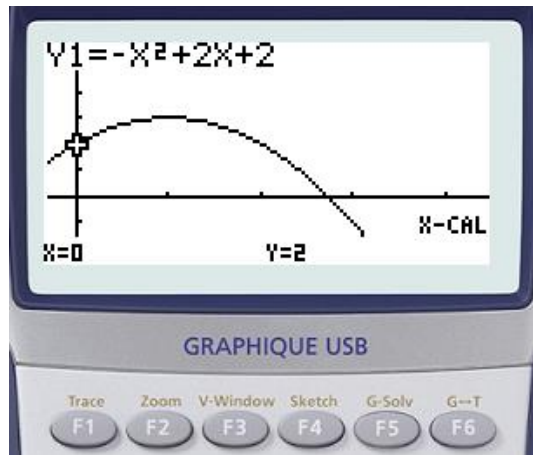 Y1=-X²+2X+2
X-CAL
X=0 Y=2
GRAPHIQUE USB
Trace Zoom V-Window Sketch G-Solv G↔T
F1 F2 F3 F4 F5 F6